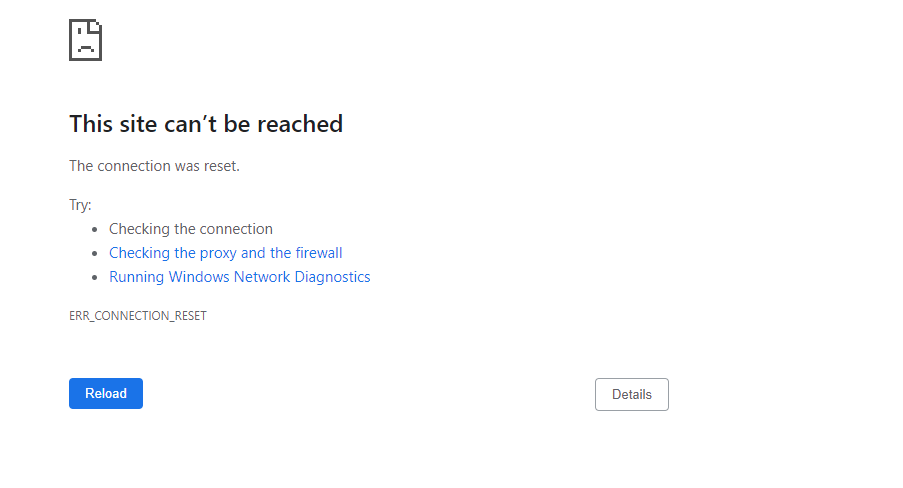 This site can’t be reached
The connection was reset.
Try:
Checking the connection
Checking the proxy and the firewall
Running Windows Network Diagnostics
ERR_CONNECTION_RESET
Reload
Details